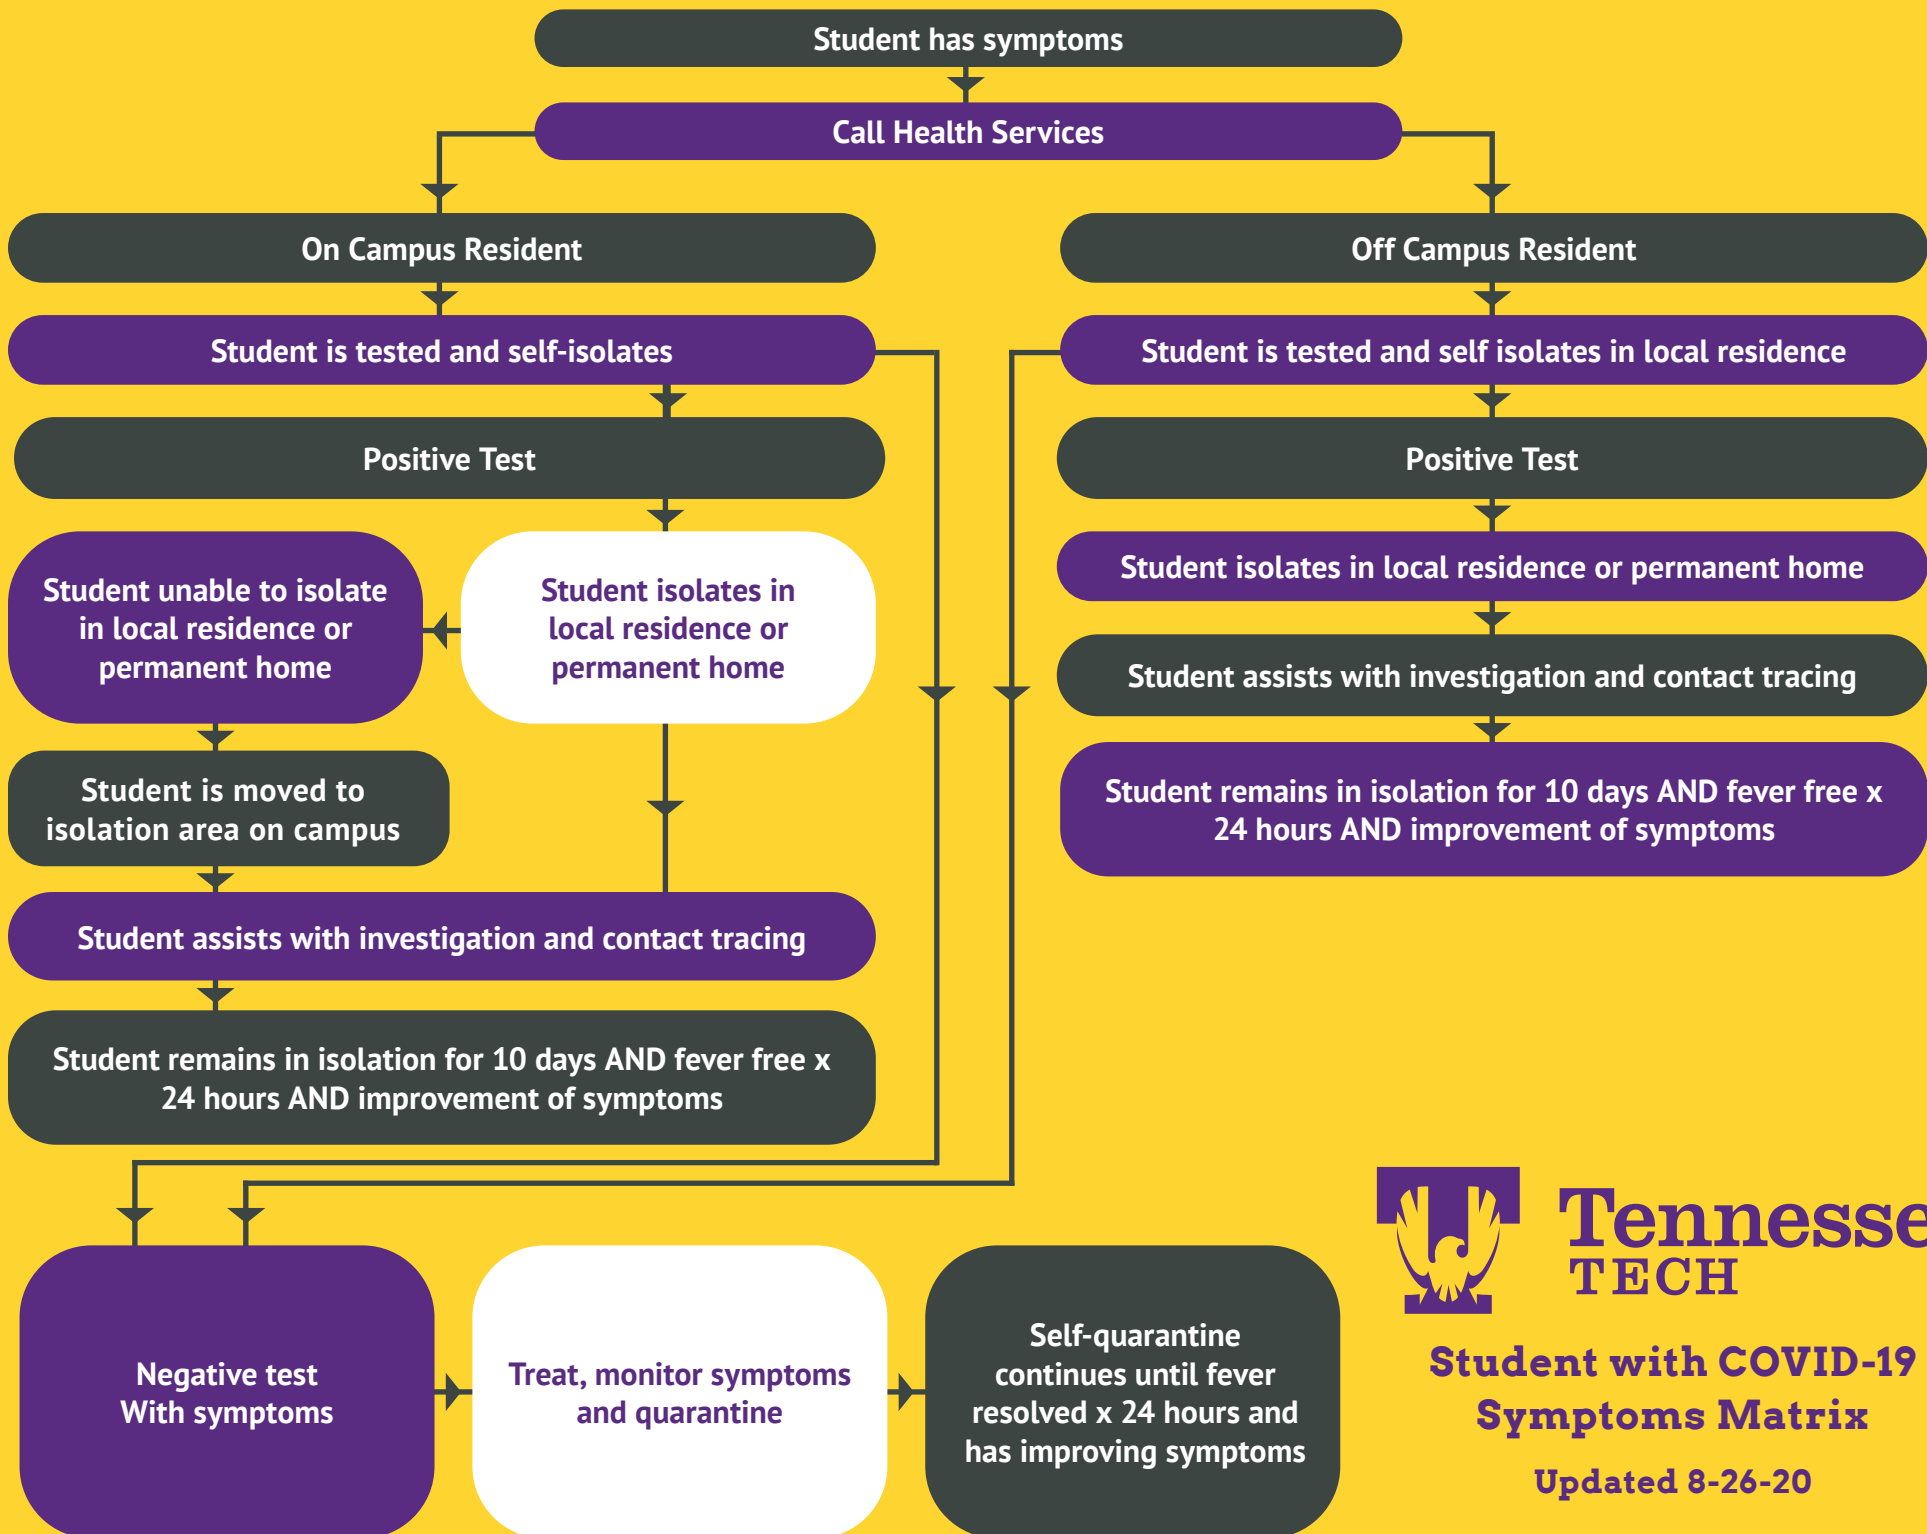 Student has symptoms
Call Health Services
On Campus Resident
Student is tested and self-isolates
Positive Test
Student unable to isolate
in local residence or
permanent home
Student isolates in
local residence or
permanent home
Student is moved to
isolation area on campus
Student assists with investigation and contact tracing
Student remains in isolation for 10 days AND fever free x
24 hours AND improvement of symptoms
Off Campus Resident
Student is tested and self isolates in local residence
Positive Test
Student isolates in local residence or permanent home
Student assists with investigation and contact tracing
Student remains in isolation for 10 days AND fever free x
24 hours AND improvement of symptoms
Negative test
With symptoms
Treat, monitor symptoms
and quarantine
Self-quarantine
continues until fever
resolved x 24 hours and
has improving symptoms
Tennesse
TECH
Student with COVID-19
Symptoms Matrix
Updated 8-26-20